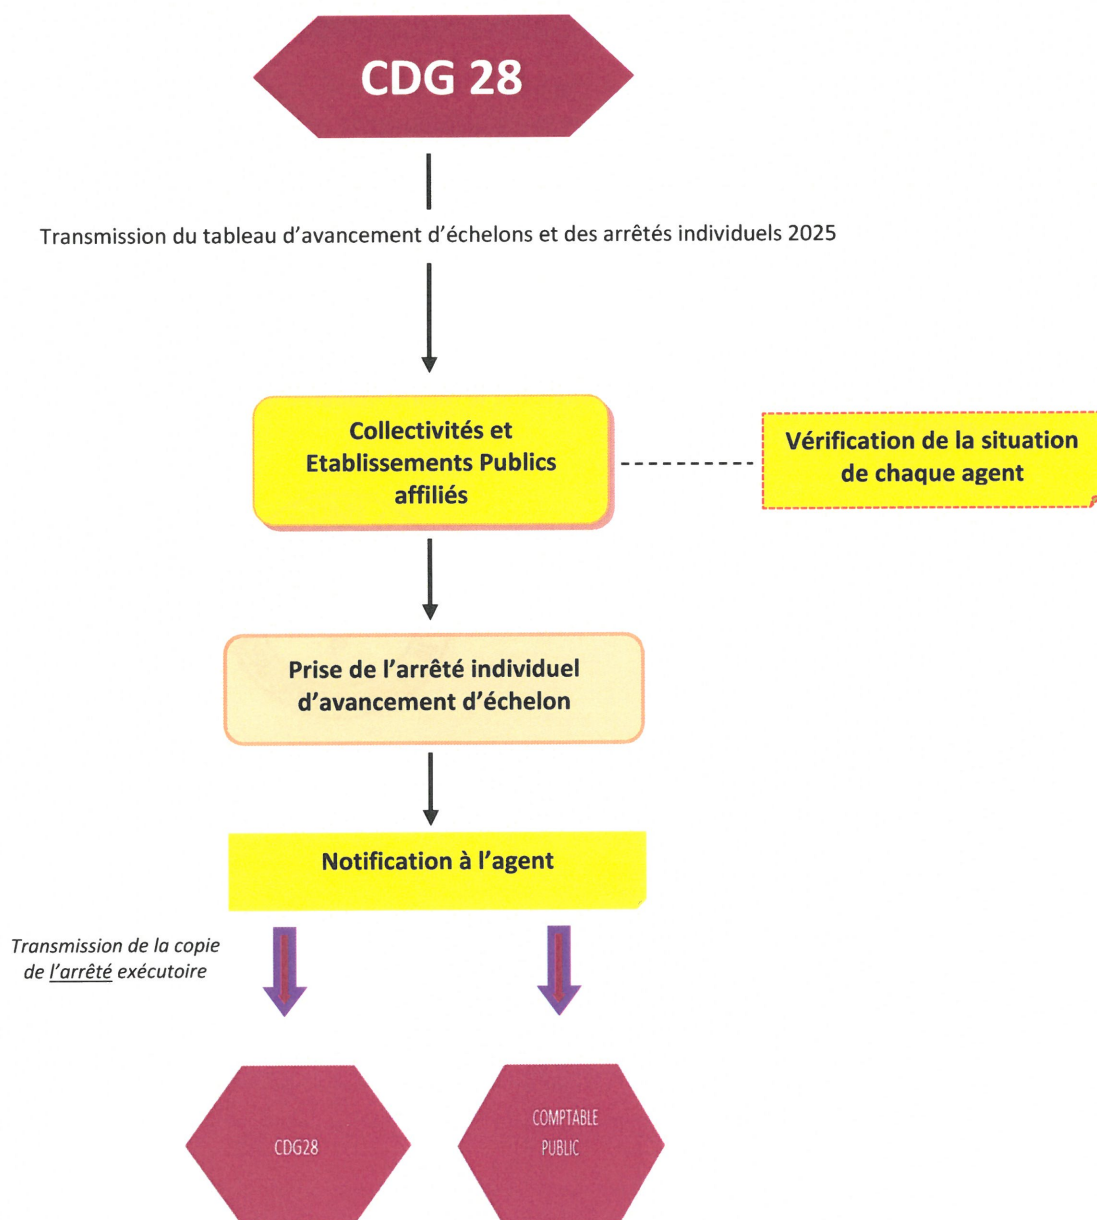 CDG 28
Transmission du tableau d’avancement d’échelons et des arrêtés individuels 2025
Collectivités et
Etablissements Publics
affiliés
Vérification de la situation
de chaque agent
Prise de l’arrêté individuel
d’avancement d’échelon
Notification à l’agent
Transmission de la copie
de l’arrêté exécutoire
CDG28
COMPTABLE
PUBLIC